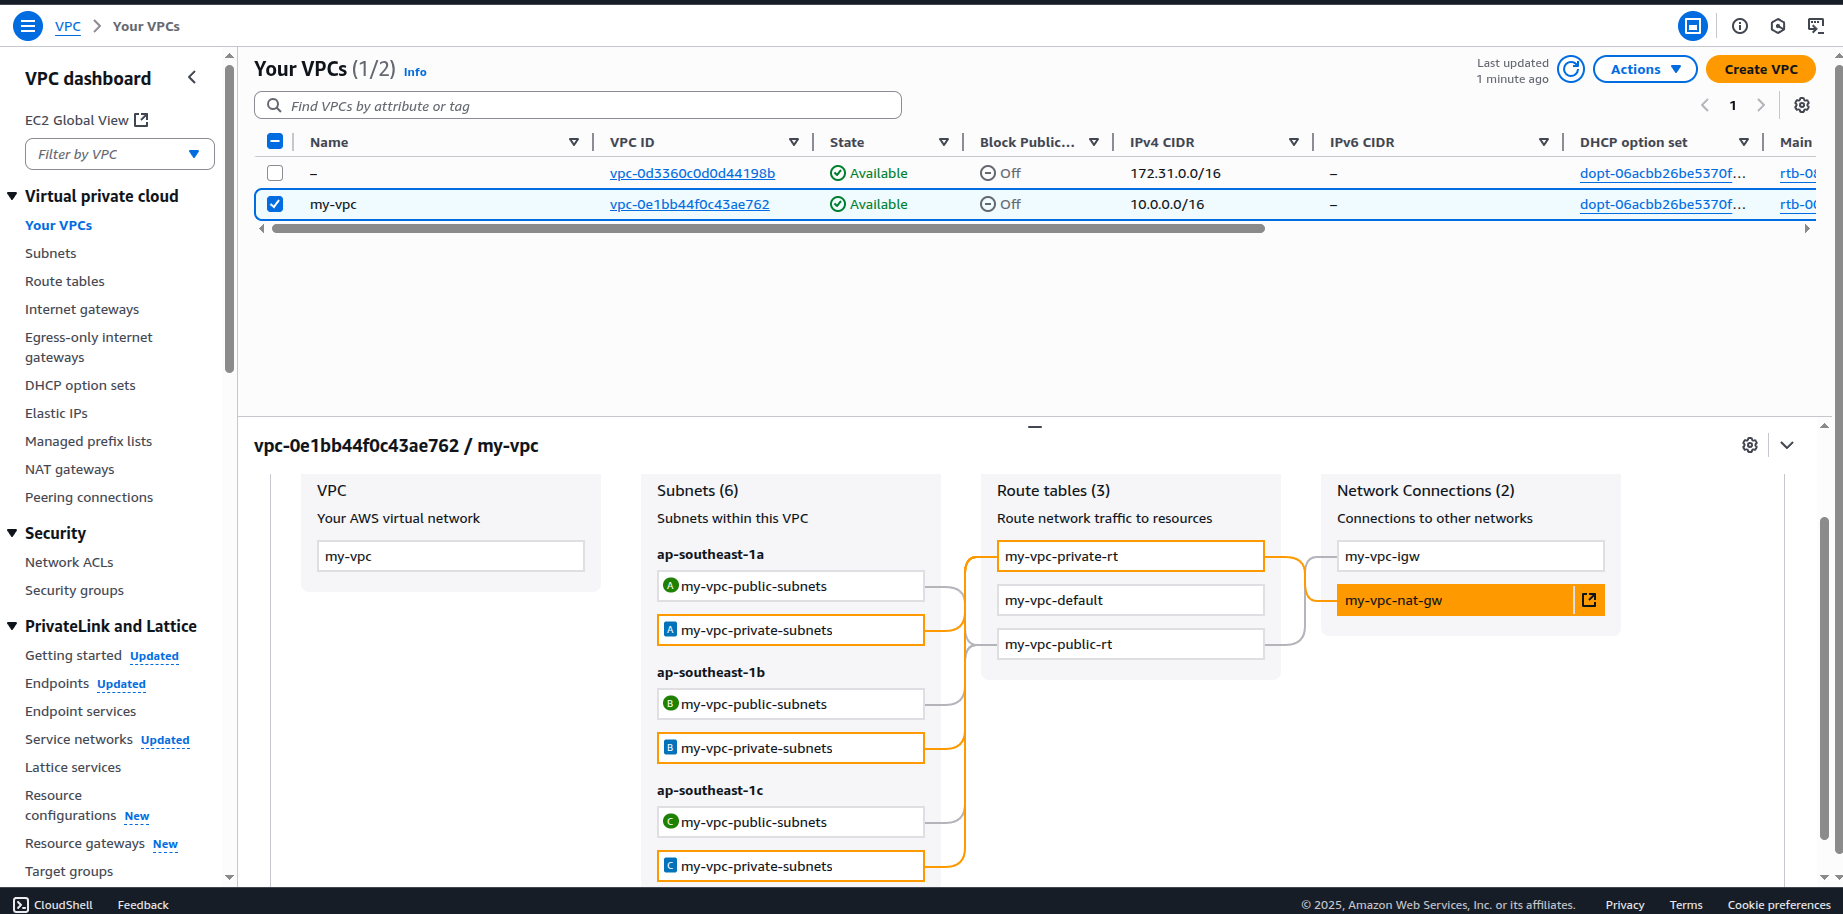 VPC > Your VPCs
VPC dashboard
EC2 Global View
Filter by VPC
Virtual private cloud
Your VPCs
Subnets
Route tables
Internet gateways
Egress-only internet
gateways
DHCP option sets
Elastic IPs
Managed prefix lists
NAT gateways
Peering connections
Security
Network ACLs
Security groups
PrivateLink and Lattice
Getting started Updated
Endpoints Updated
Endpoint services
Service networks Updated
Lattice services
Resource
configurations New
Resource gateways New
Target groups
Your VPCs (1/2) Info
Last updated
1 minute ago
Actions
Create VPC
Find VPCs by attribute or tag
1
Name VPC ID State Block Public... IPv4 CIDR IPv6 CIDR DHCP option set Main
– vpc-0d3360c0d0d44198b Available Off 172.31.0.0/16 – dopt-06acbb26be5370f... rtb-08
my-vpc vpc-0e1bb44f0c43ae762 Available Off 10.0.0.0/16 – dopt-06acbb26be5370f... rtb-00
vpc-0e1bb44f0c43ae762 / my-vpc
VPC
Your AWS virtual network
my-vpc
Subnets (6)
Subnets within this VPC
ap-southeast-1a
A my-vpc-public-subnets
A my-vpc-private-subnets
ap-southeast-1b
B my-vpc-public-subnets
B my-vpc-private-subnets
ap-southeast-1c
C my-vpc-public-subnets
C my-vpc-private-subnets
Route tables (3)
Route network traffic to resources
my-vpc-private-rt
my-vpc-default
my-vpc-public-rt
Network Connections (2)
Connections to other networks
my-vpc-igw
my-vpc-nat-gw
CloudShell Feedback © 2025, Amazon Web Services, Inc. or its affiliates. Privacy Terms Cookie preferences